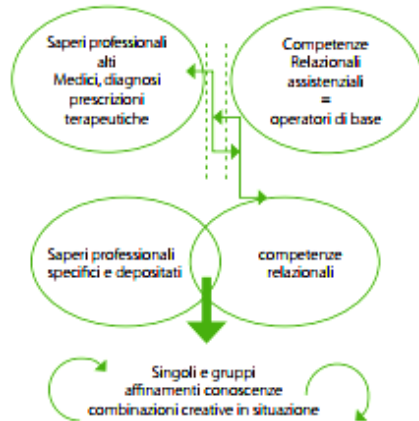 Saperi professionali
alti
Medici, diagnosi
prescrizioni
terapeutiche
Competenze
Relazionali
assistenziali
=
operatori di base
Saperi professionali
specifici e depositati
competenze
relazionali
Singoli e gruppi
affinamenti conoscenze
combinazioni creative in situazione